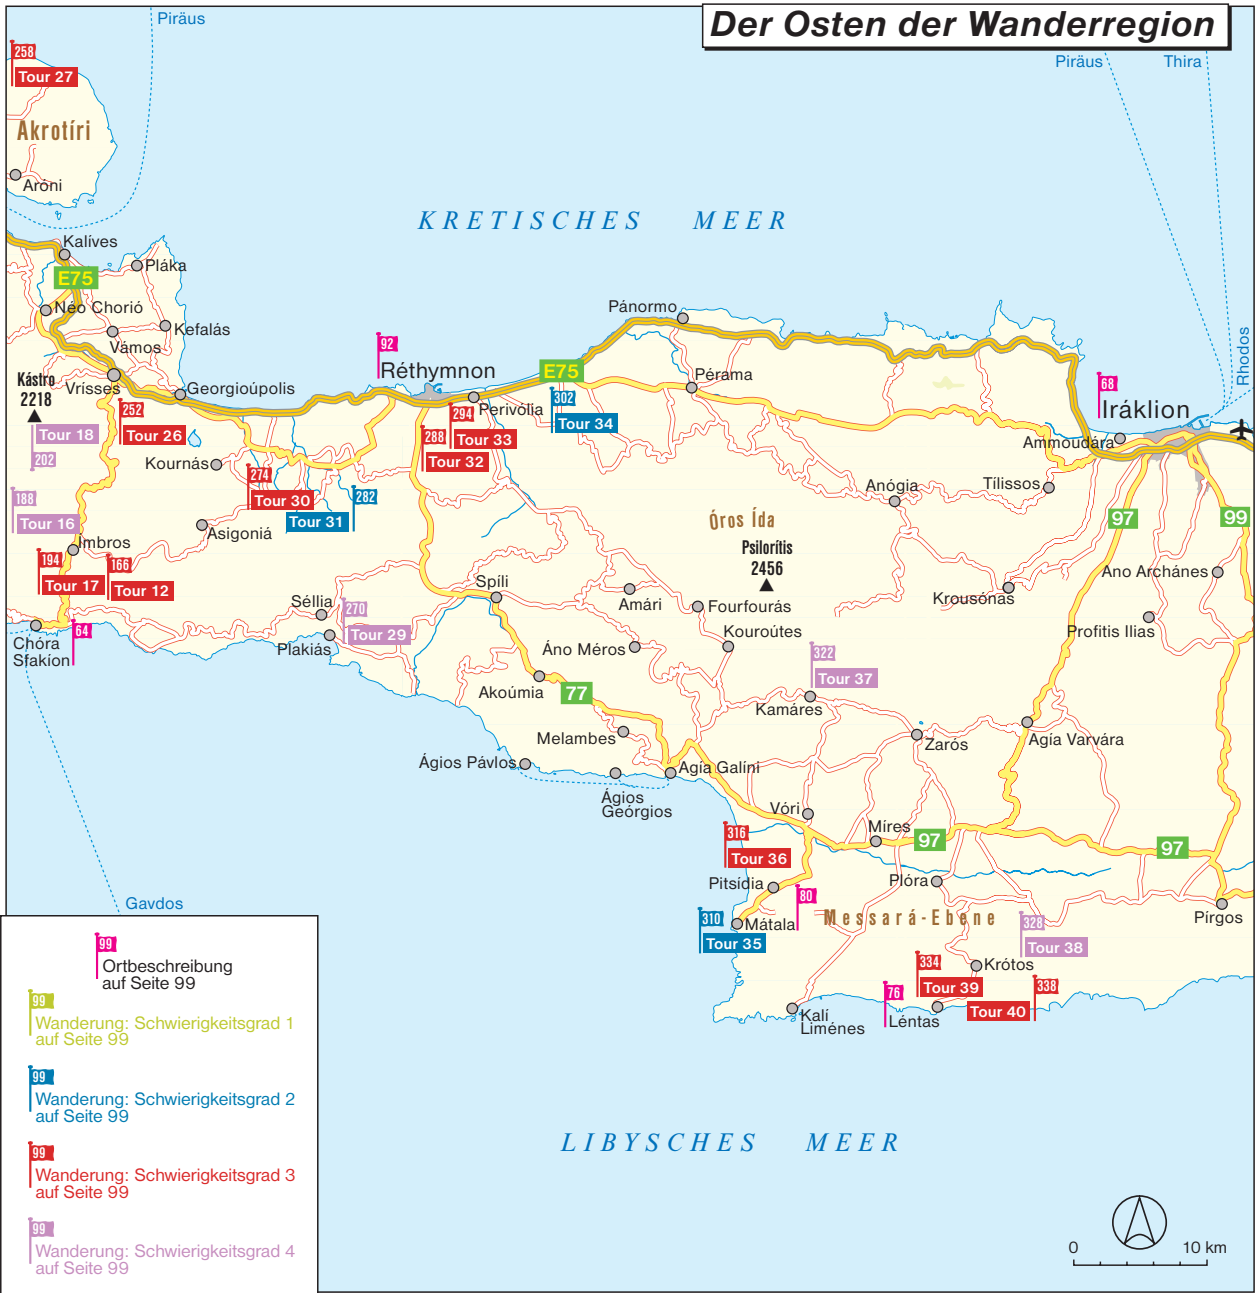 Der Osten der Wanderregion
Piräus
Piräus
Thira
258
Tour 27
Akrotíri
Aróni
KRETISCHES MEER
Kalíves
Pláka
E75
Néo Chorió
Kefalás
Vámos
Pánormo
Rhodos
Kástro
2218
Vrísses
Georgioúpolis
92
Réthymnon
E75
Pérama
68
Iráklion
252
Tour 26
294
Perivólia
Tour 33
302
Tour 34
Ammoudára
Tour 18
202
288
Tour 32
Kournás
274
Tour 30
282
Tour 31
Anógia
Tílissos
188
Tour 16
Asigoniá
Óros Ída
Psilorítis
2456
97
99
Ímbros
194
Tour 17
166
Tour 12
Spíli
Amári
Fourfourás
Krousónas
Ano Archánes
Séllia
270
Tour 29
Plakiás
Chóra
Sfakíon
64
Kouroútes
Áno Méros
Profitis Ilias
322
Tour 37
Akoúmia
77
Kamáres
Melambes
Zarós
Agía Varvára
Ágios Pávlos
Agía Galíni
Ágios
Geórgios
Vóri
Míres
97
97
316
Tour 36
Pitsídia
Plóra
80
310
Tour 35
Mátala
Messará-Ebene
328
Tour 38
Pírgos
Gavdos
334
Tour 39
Krótos
338
Tour 40
76
Léntas
Kalí
Liménes
99
Ortbeschreibung
auf Seite 99
99
Wanderung: Schwierigkeitsgrad 1
auf Seite 99
99
Wanderung: Schwierigkeitsgrad 2
auf Seite 99
99
Wanderung: Schwierigkeitsgrad 3
auf Seite 99
99
Wanderung: Schwierigkeitsgrad 4
auf Seite 99
LIBYSCHES MEER
0 10 km